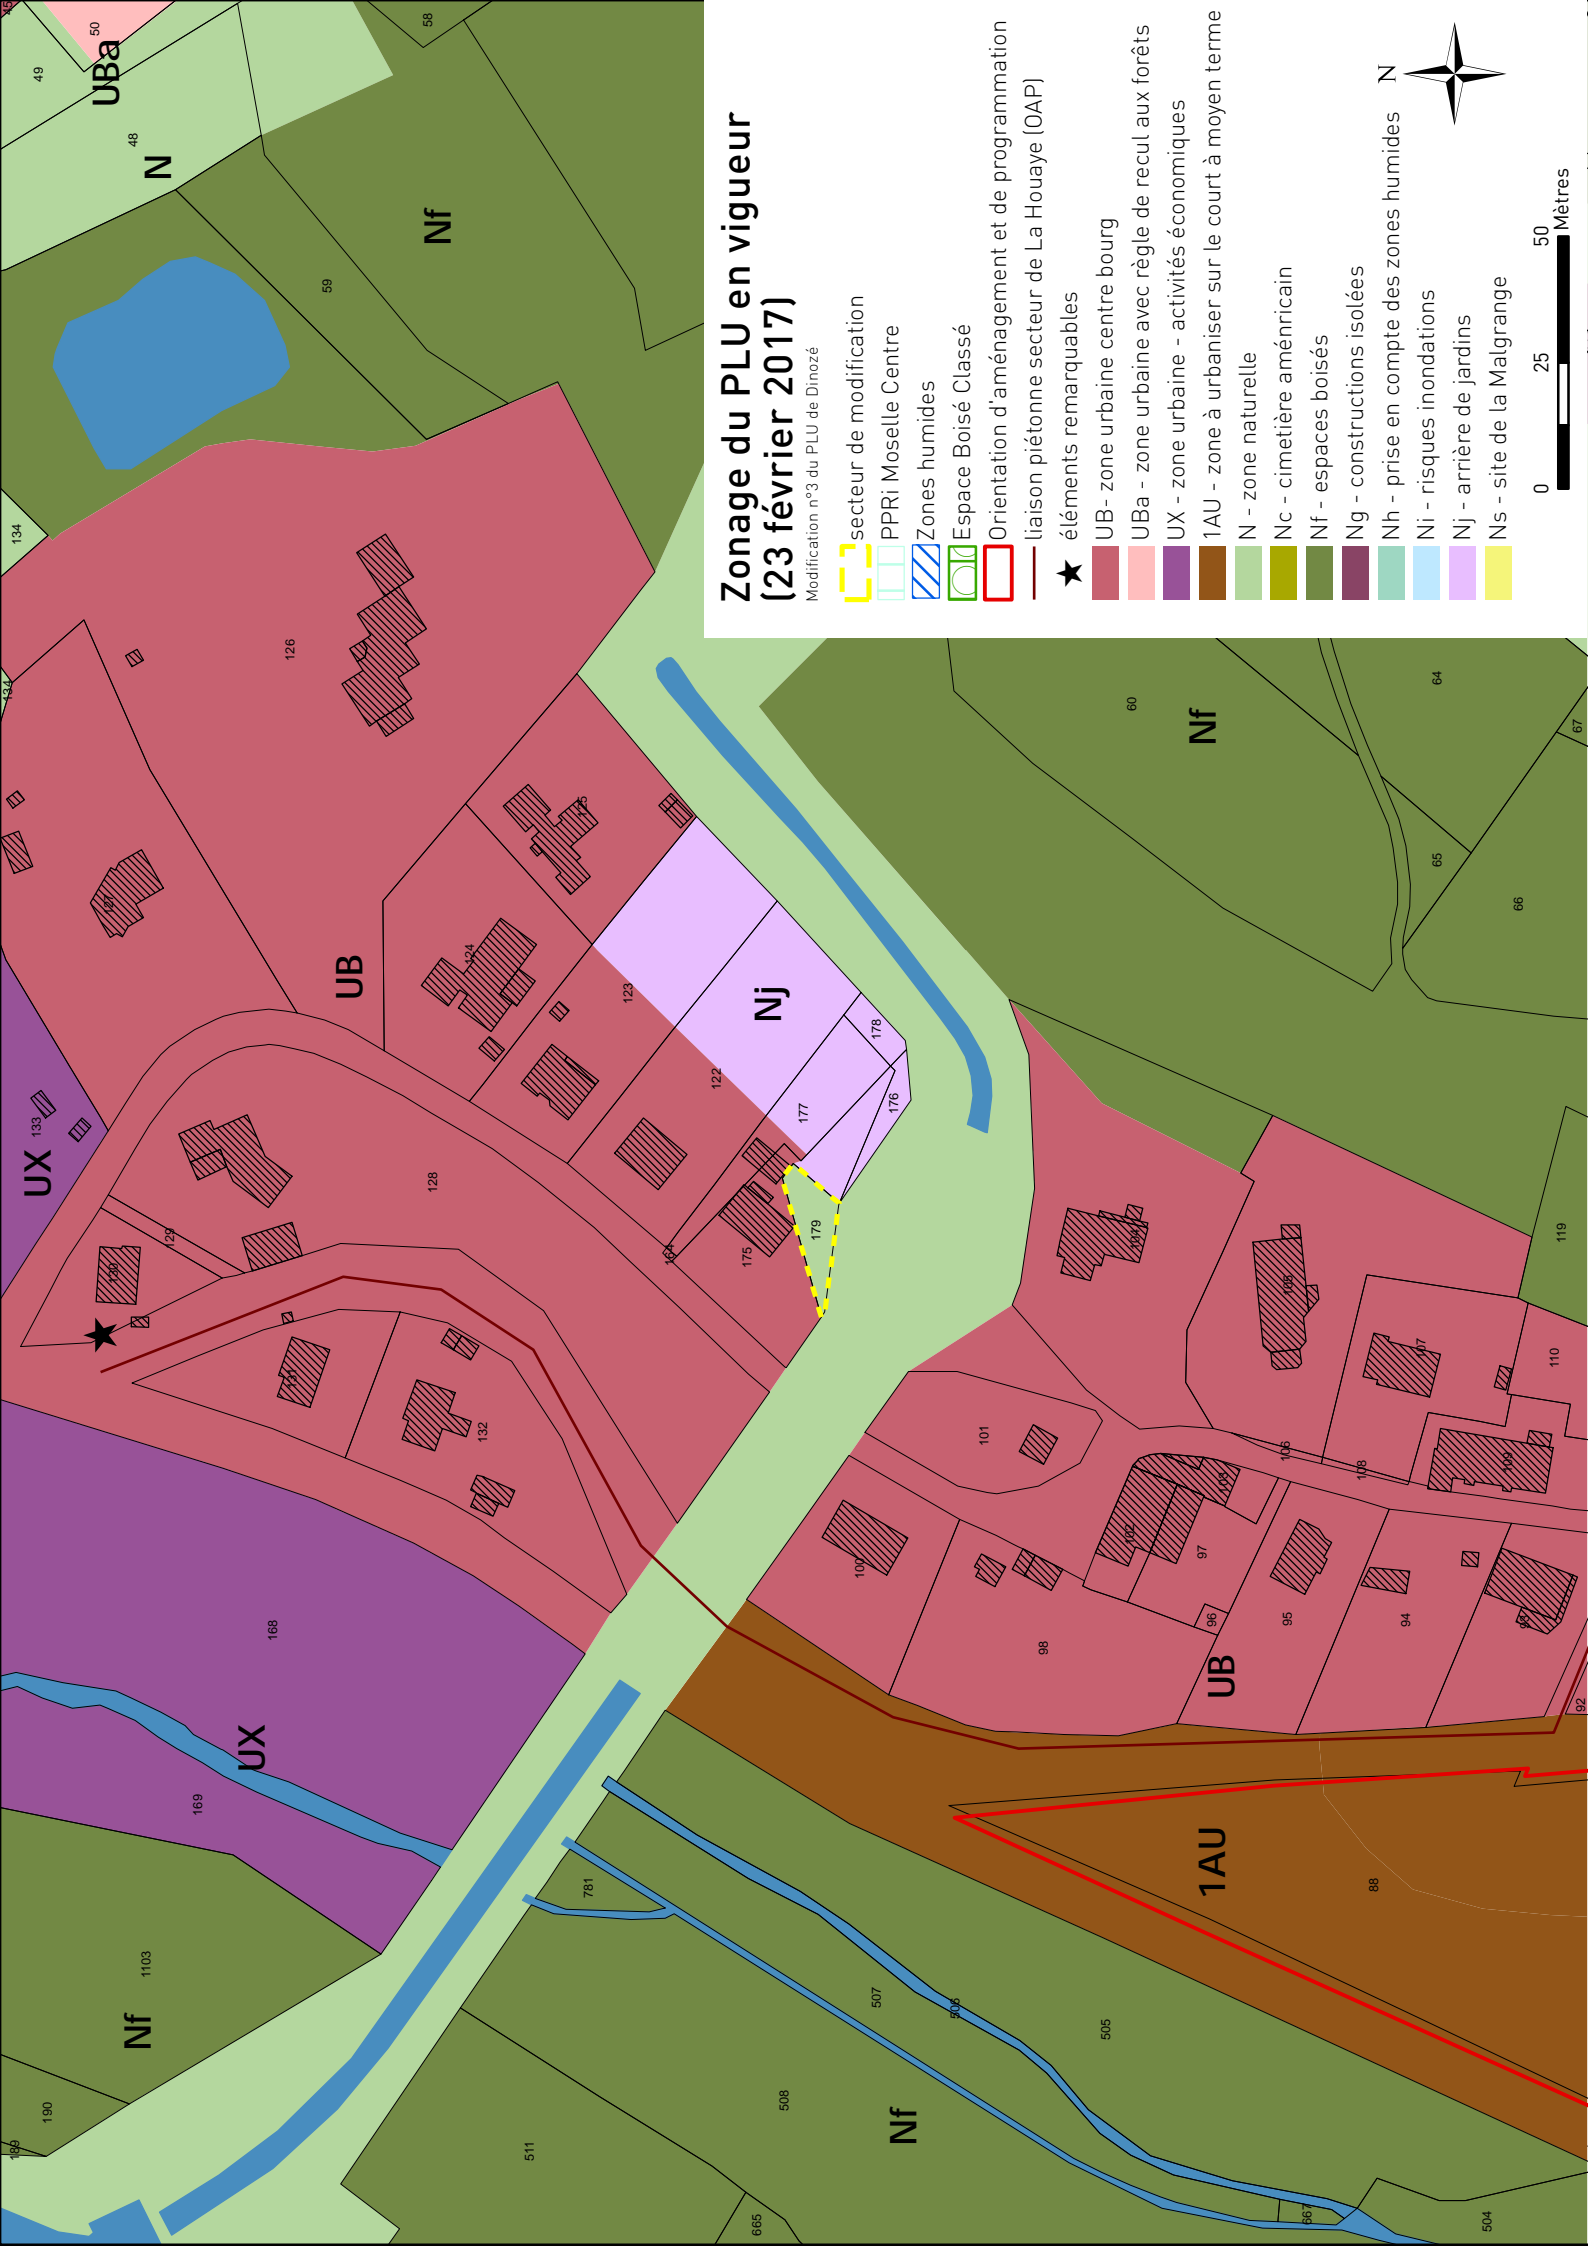 Zonage du PLU en vigueur
(23 février 2017)
Modification n°3 du PLU de Dinozé
secteur de modification
PPRi Moselle Centre
Zones humides
Espace Boisé Classé
Orientation d'aménagement et de programmation
liaison piétonne secteur de La Houaye (OAP)
éléments remarquables
UB- zone urbaine centre bourg
UBa - zone urbaine avec règle de recul aux forêts
UX - zone urbaine - activités économiques
1AU - zone à urbaniser sur le court à moyen terme
N - zone naturelle
Nc - cimetière aménricain
Nf - espaces boisés
Ng - constructions isolées
Nh - prise en compte des zones humides
Ni - risques inondations
Nj - arrière de jardins
Ns - site de la Malgrange
N
0 25 50
Mètres
45
50
49
UBa
48
N
58
Nf
59
134
134
126
127
UB
125
124
123
122
Nj
178
177
176
179
175
164
133
UX
128
129
130
131
132
168
UX
169
1103
Nf
190
189
781
511
508
507
506
505
Nf
665
667
504
1AU
88
60
Nf
64
67
65
66
119
104
105
107
110
106
108
109
101
103
102
100
97
96
98
95
94
93
92
UB